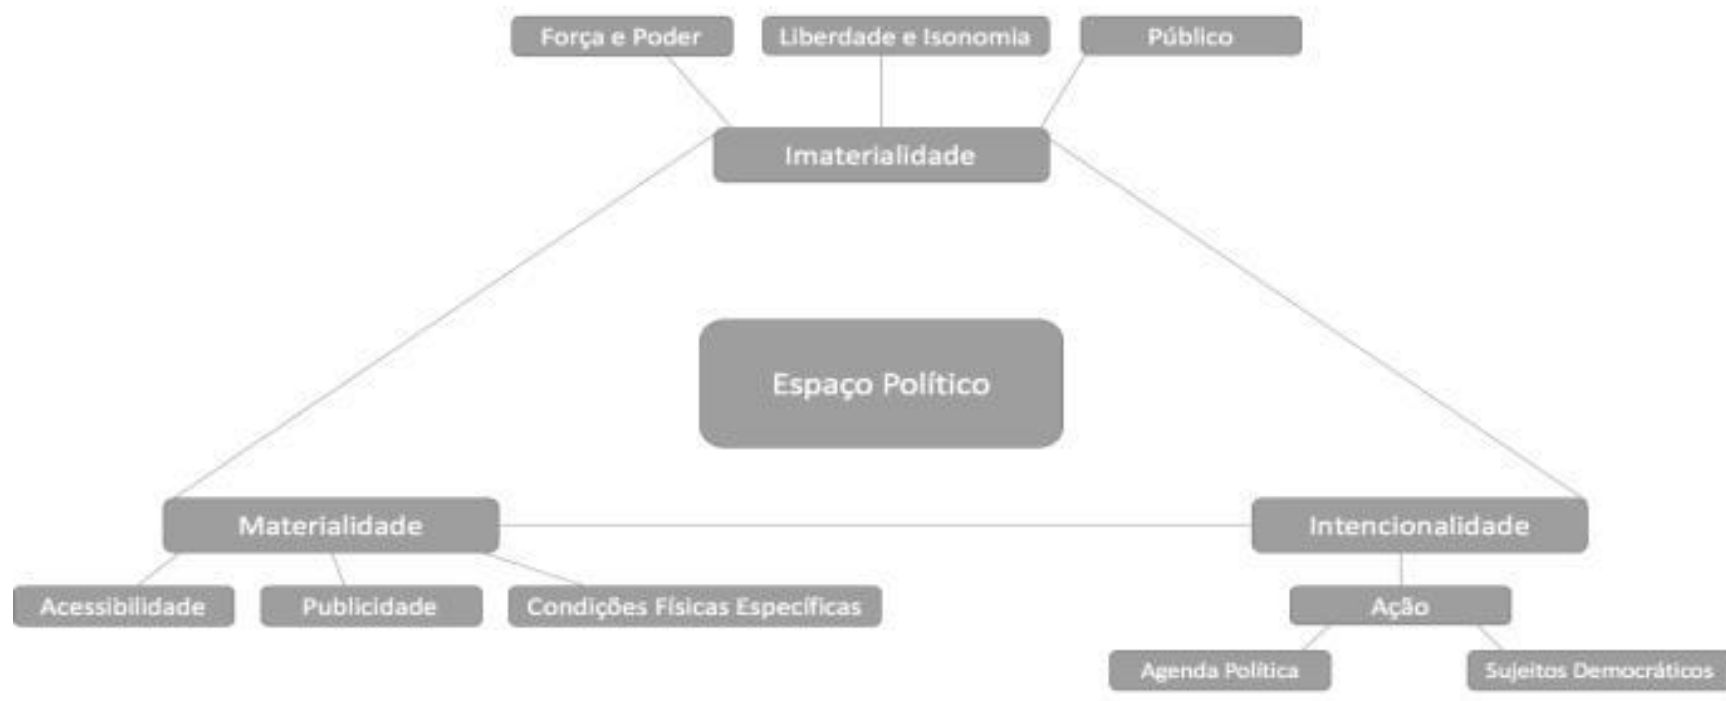 Força e Poder
Liberdade e Isonomia
Público
Imaterialidade
Espaço Político
Materialidade
Intencionalidade
Acessibilidade
Publicidade
Condições Físicas Específicas
Ação
Agenda Política
Sujeitos Democráticos